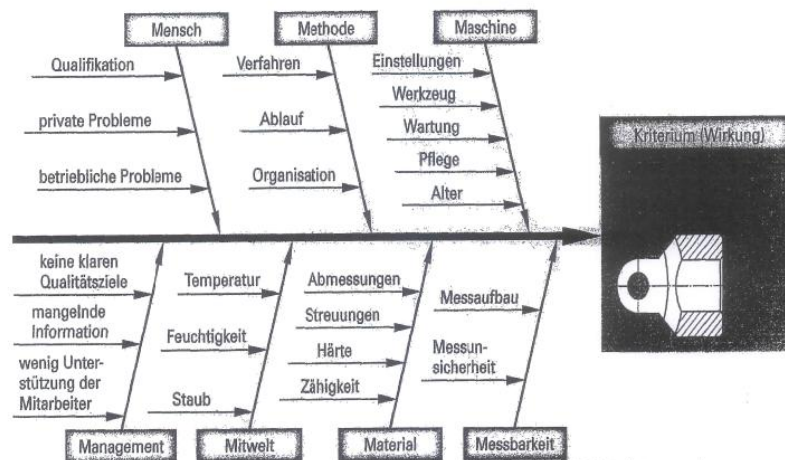 Mensch
Methode
Maschine
Qualifikation
private Probleme
betriebliche Probleme
Verfahren
Ablauf
Organisation
Einstellungen
Werkzeug
Wartung
Pflege
Alter
Kriterium (Wirkung)
keine klaren
Qualitätsziele
mangelnde
Information
wenig Unter-
stützung der
Mitarbeiter
Temperatur
Feuchtigkeit
Staub
Abmessungen
Streuungen
Härte
Zähigkeit
Messaufbau
Messun-
sicherheit
Management
Mitwelt
Material
Messbarkeit